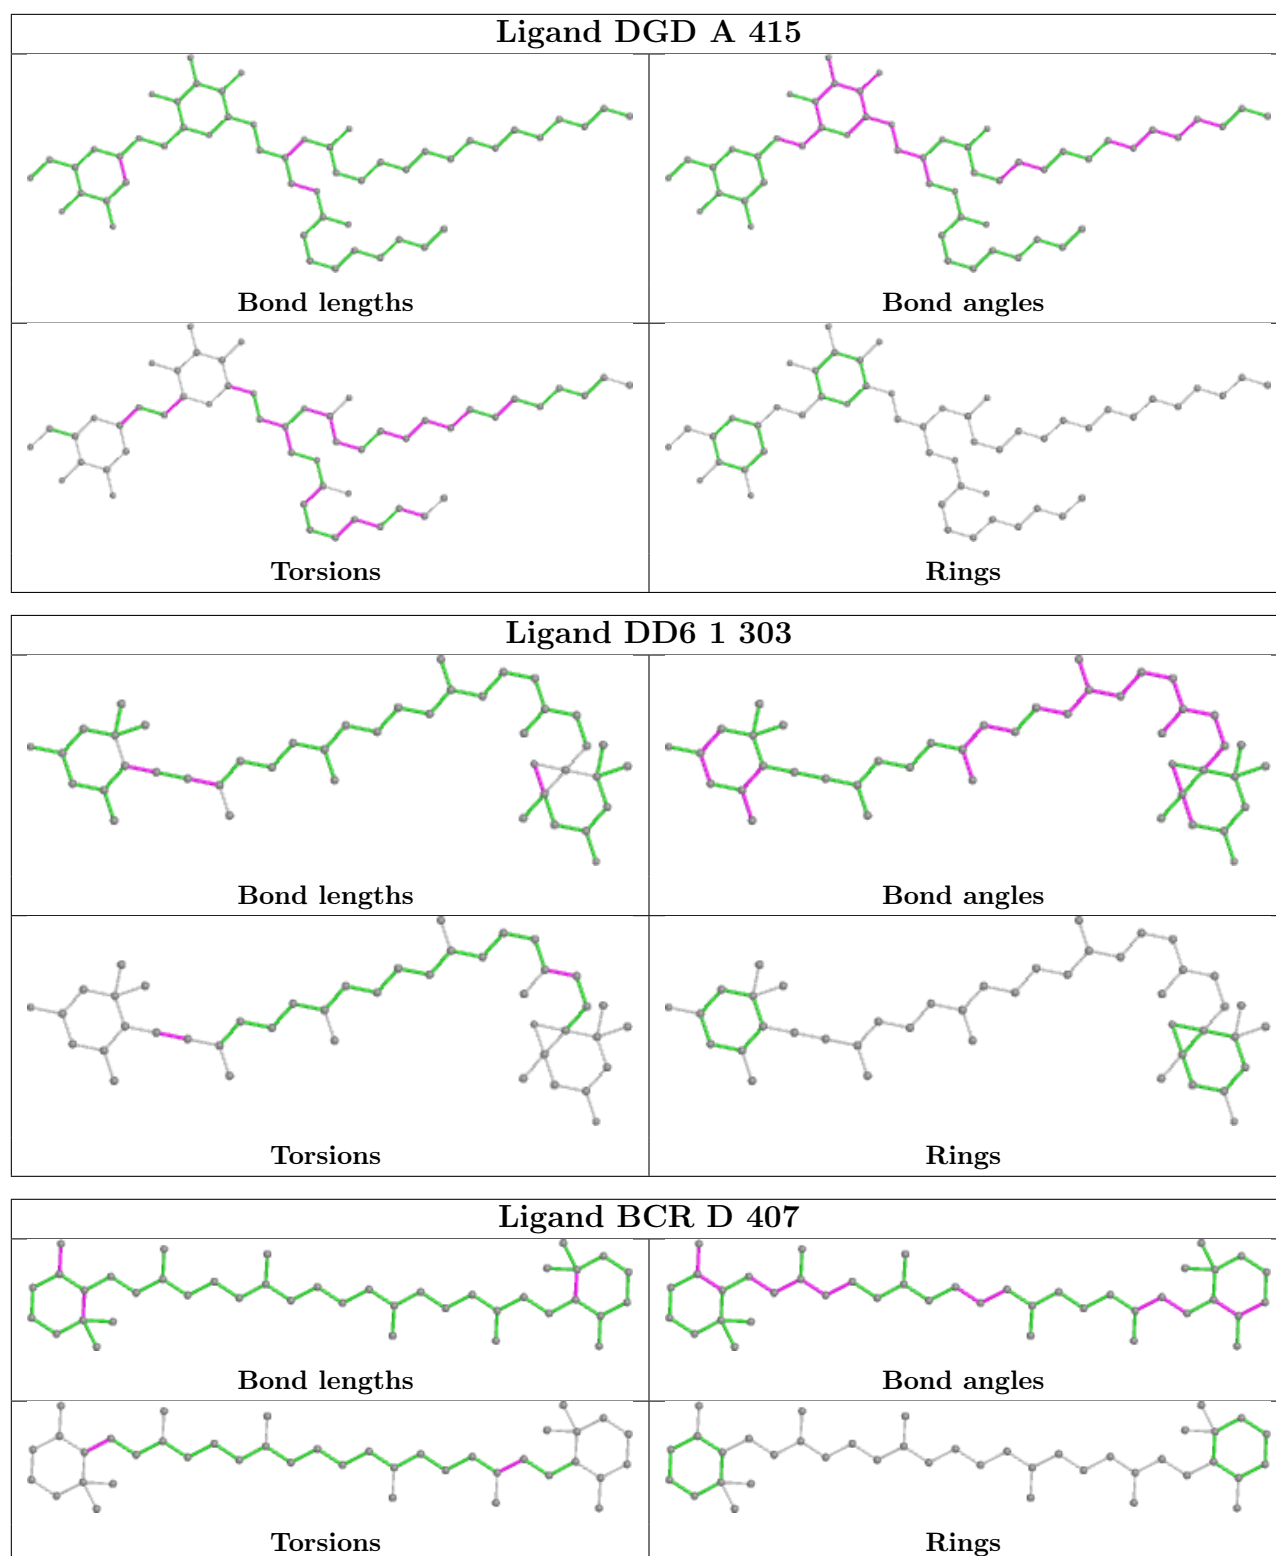 Ligand DGD A 415
Bond lengths
Bond angles
Torsions
Rings
Ligand DD6 1 303
Bond lengths
Bond angles
Torsions
Rings
Ligand BCR D 407
Bond lengths
Bond angles
Torsions
Rings